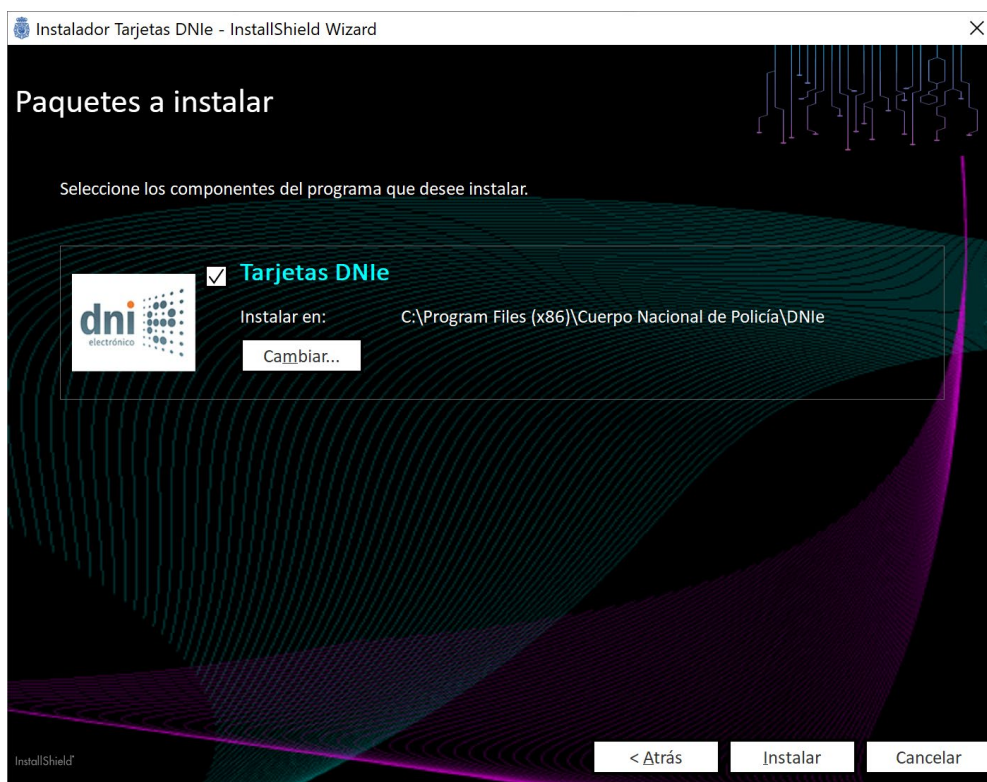 Instalador Tarjetas DNIe - InstallShield Wizard
Paquetes a instalar
Seleccione los componentes del programa que desee instalar.
Tarjetas DNIe
dni
electrónico
Instalar en: C:\Program Files (x86)\Cuerpo Nacional de Policía\DNIe
Cambiar...
InstallShield
< Atrás Instalar Cancelar